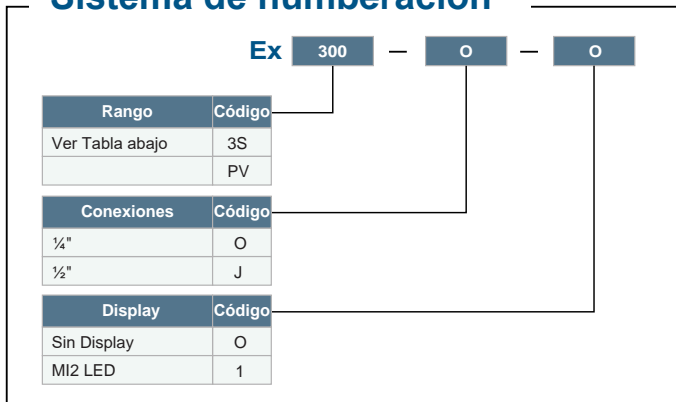 Sistema de numberación
Ex 300 — O — O
Rango Código
Ver Tabla abajo 3S
PV
Conexiones Código
¼" O
½" J
Display Código
Sin Display O
MI2 LED 1